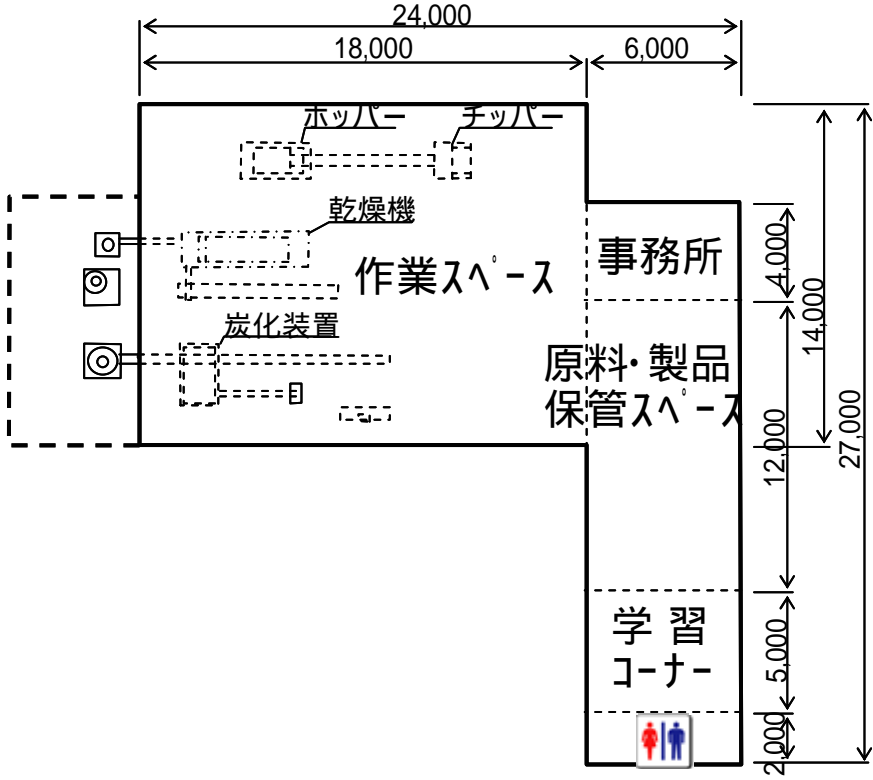 24,000
18,000
6,000
ホッパー
チッパー
乾燥機
作業スペース
事務所
4,000
14,000
炭化装置
原料・製品
保管スペース
12,000
27,000
学習
コーナー
5,000
2,000